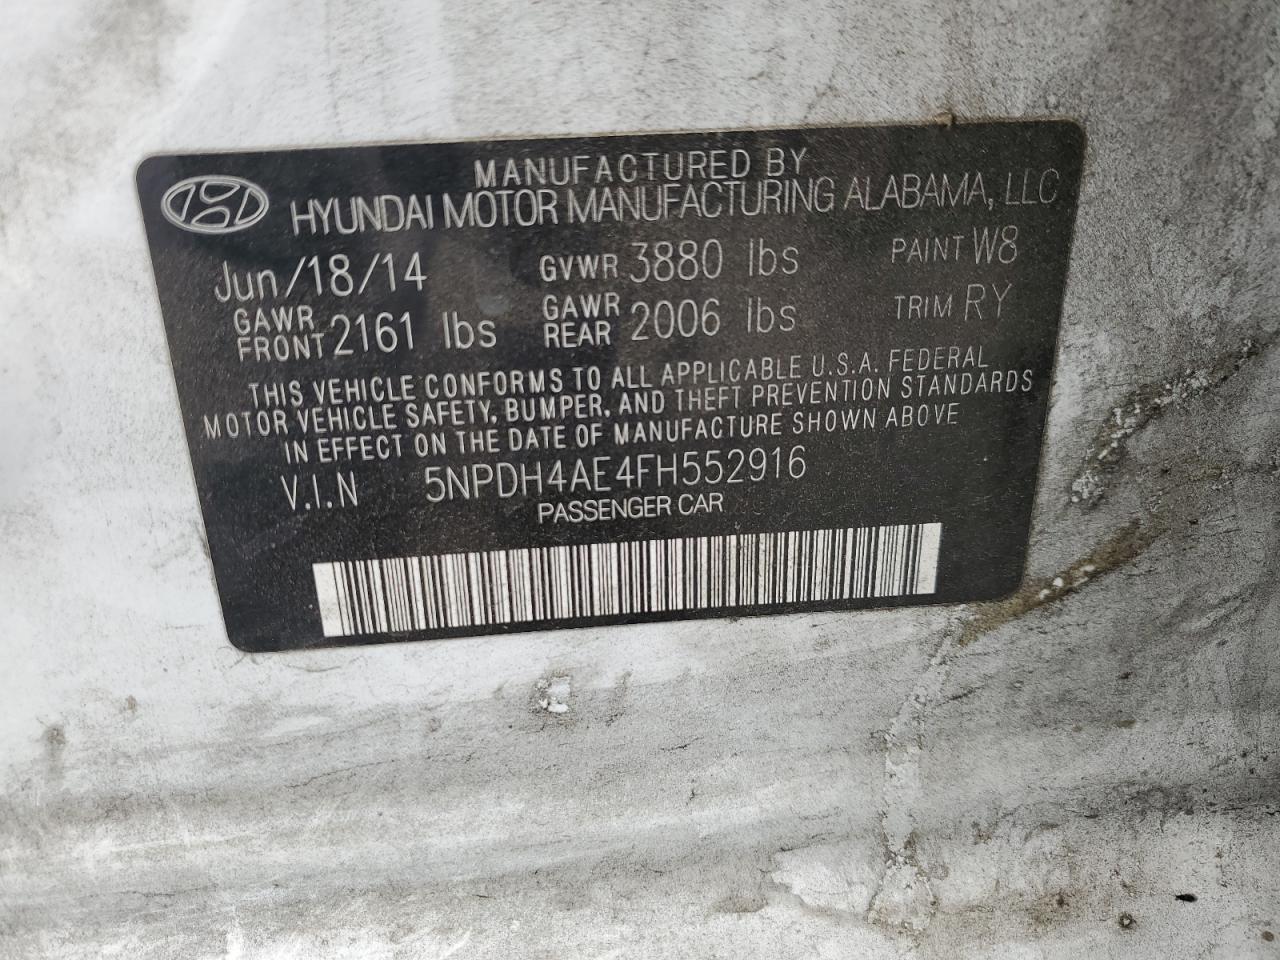 MANUFACTURED BY
HYUNDAI MOTOR MANUFACTURING ALABAMA, LLC
Jun/18/14 GVWR 3880 lbs PAINT W8
GAWR FRONT 2161 lbs GAWR REAR 2006 lbs TRIM RY
THIS VEHICLE CONFORMS TO ALL APPLICABLE U.S.A. FEDERAL
MOTOR VEHICLE SAFETY, BUMPER, AND THEFT PREVENTION STANDARDS
IN EFFECT ON THE DATE OF MANUFACTURE SHOWN ABOVE
V.I.N 5NPDH4AE4FH552916
PASSENGER CAR